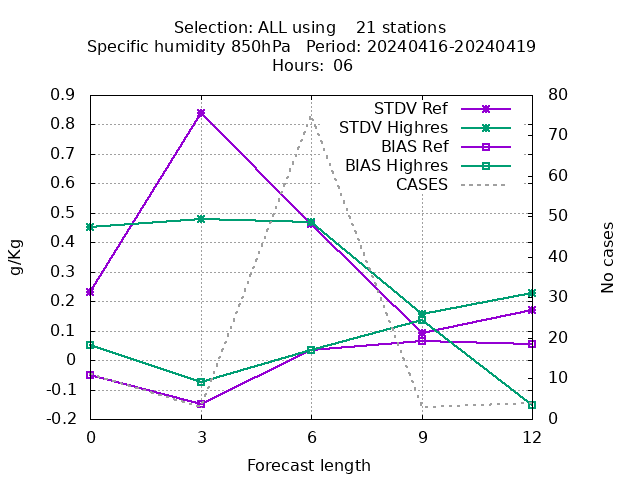 Selection: ALL using    21 stations
Specific humidity 850hPa   Period: 20240416-20240419
Hours:  06
0.9
0.8
0.7
0.6
0.5
0.4
0.3
0.2
0.1
0
-0.1
-0.2
g/Kg
STDV Ref
STDV Highres
BIAS Ref
BIAS Highres
CASES
80
70
60
50
40
30
20
10
0
No cases
0 3 6 9 12
Forecast length